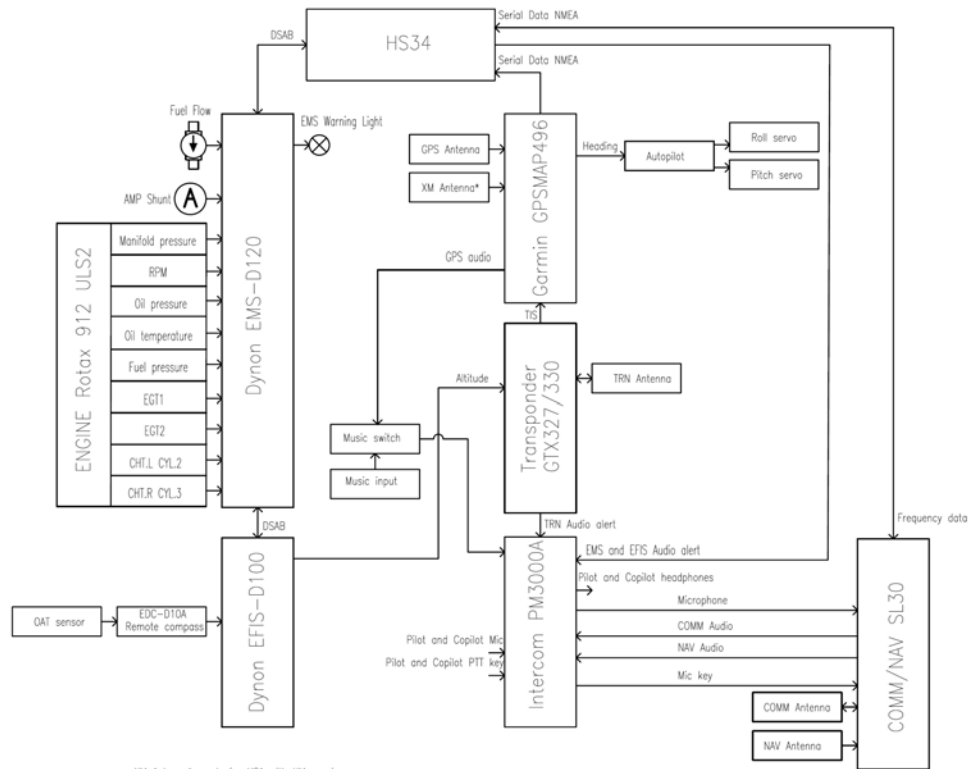 Serial Data NMEA
HS34
DSAB
Serial Data NMEA
Fuel Flow
EMS Warning Light
GPS Antenna
XM Antenna*
Garmin GPSMAP496
Heading
Autopilot
Roll servo
Pitch servo
AMP Shunt
A
Dynon EMS-D120
ENGINE Rotax 912 ULS2
Manifold pressure
RPM
Oil pressure
Oil temperature
Fuel pressure
EGT1
EGT2
CHT.L CYL.2
CHT.R CYL.3
GPS audio
TIS
Altitude
Transponder
GTX327/330
TRN Antenna
Music switch
Music input
DSAB
TRN Audio alert
Frequency data
Dynon EFIS-D100
OAT sensor
EDC-D10A
Remote compass
Intercom PM3000A
EMS and EFIS Audio alert
Pilot and Copilot headphones
Microphone
COMM Audio
NAV Audio
Mic key
Pilot and Copilot Mic
Pilot and Copilot PTT key
COMM/NAV SL30
COMM Antenna
NAV Antenna